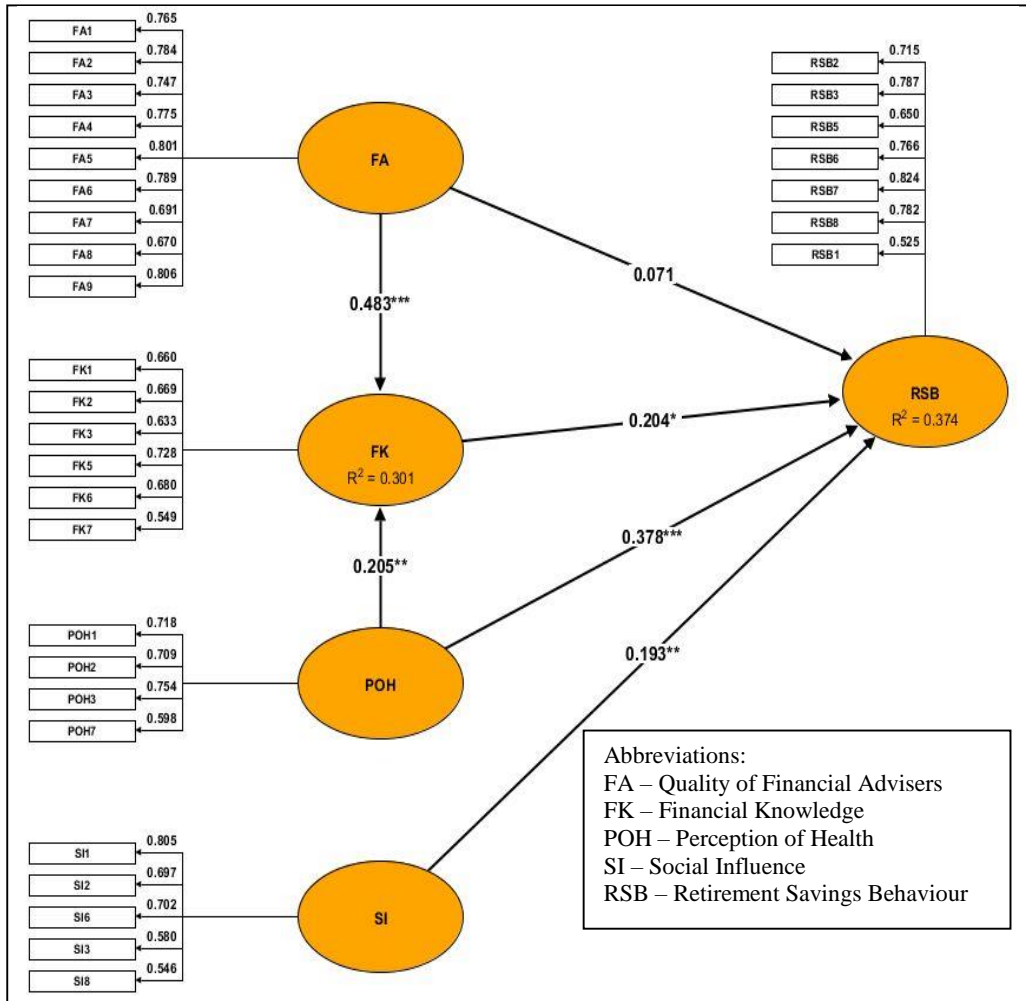 FA1
0.765
FA2
0.784
FA3
0.747
FA4
0.775
FA5
0.801
FA6
0.789
FA7
0.691
FA8
0.670
FA9
0.806
FA
RSB2
0.715
RSB3
0.787
RSB5
0.650
RSB6
0.766
RSB7
0.824
RSB8
0.782
RSB1
0.525
0.071
0.483***
FK1
0.660
FK2
0.669
FK3
0.633
FK5
0.728
FK6
0.680
FK7
0.549
FK
R² = 0.301
0.204*
RSB
R² = 0.374
0.205**
0.378***
POH1
0.718
POH2
0.709
POH3
0.754
POH7
0.598
POH
0.193**
SI1
0.805
SI2
0.697
SI6
0.702
SI3
0.580
SI8
0.546
SI
Abbreviations:
FA – Quality of Financial Advisers
FK – Financial Knowledge
POH – Perception of Health
SI – Social Influence
RSB – Retirement Savings Behaviour